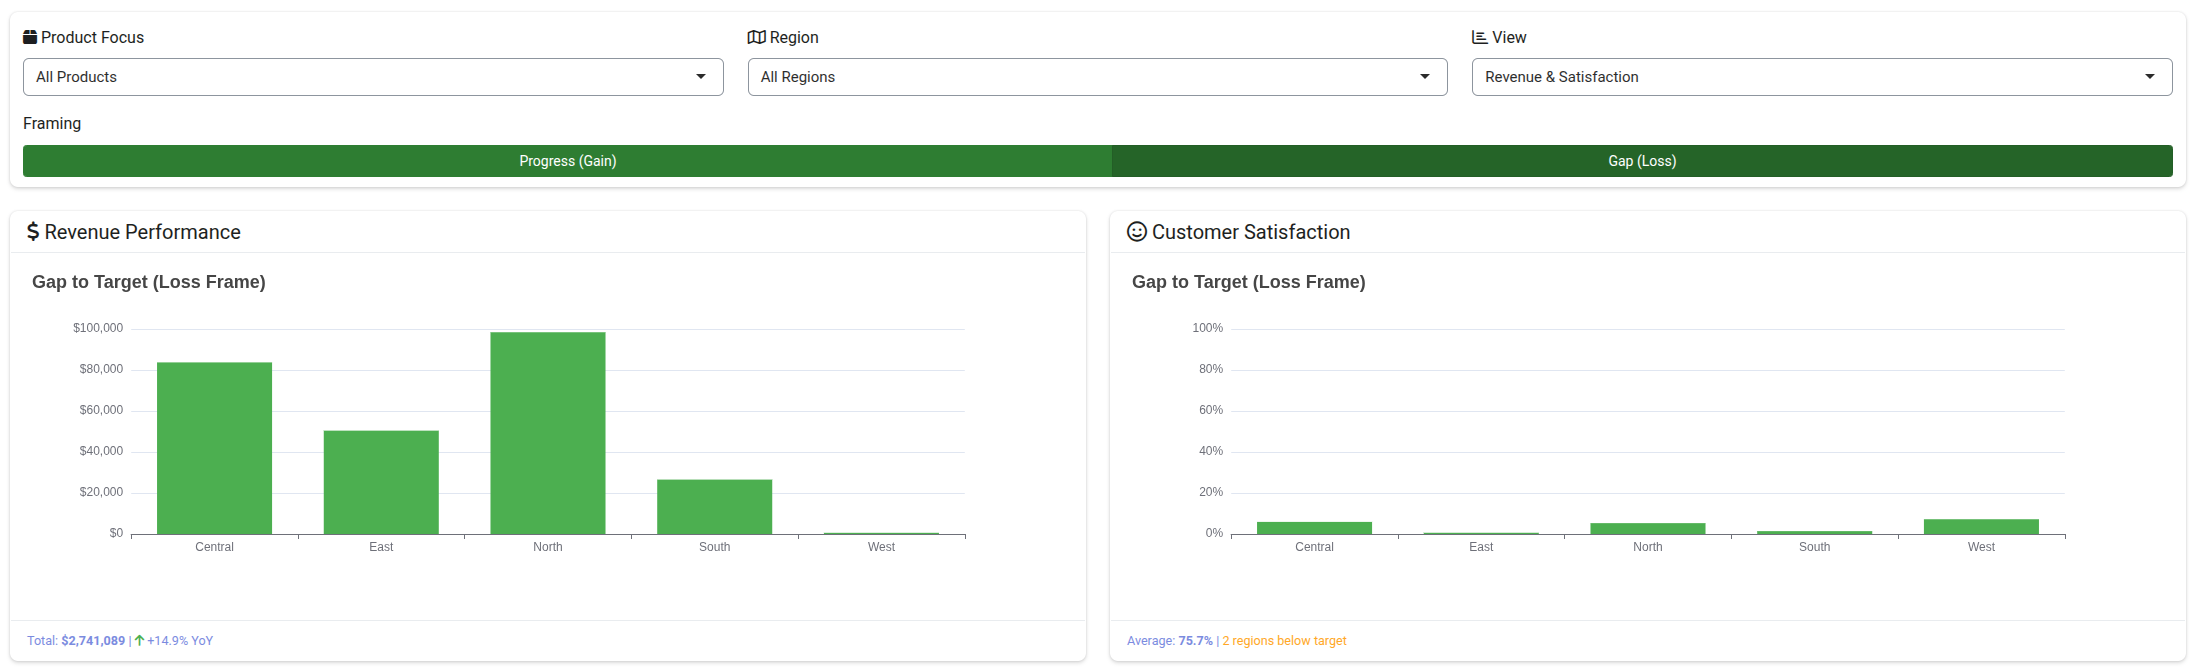 Product Focus
Region
View
All Products
All Regions
Revenue & Satisfaction
Framing
Progress (Gain)
Gap (Loss)
Revenue Performance
Gap to Target (Loss Frame)
$100,000
$80,000
$60,000
$40,000
$20,000
$0
Central
East
North
South
West
Total: $2,741,089 | +14.9% YoY
Customer Satisfaction
Gap to Target (Loss Frame)
100%
80%
60%
40%
20%
0%
Central
East
North
South
West
Average: 75.7% | 2 regions below target